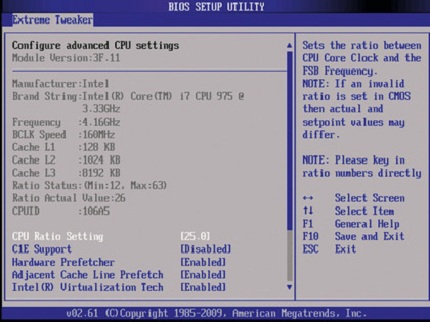 BIOS SETUP UTILITY
Extreme Tweaker
Configure advanced CPU settings
Module Version:3F.11
Manufacturer:Intel
Brand String:Intel(R) Core(TM) i7 CPU 975 @
3.33GHz
Frequency :4.16GHz
BCLK Speed :160MHz
Cache L1 :128 KB
Cache L2 :1024 KB
Cache L3 :8192 KB
Ratio Status:(Min:12, Max:63)
Ratio Actual Value:26
CPUID :106A5
CPU Ratio Setting [25.0]
C1E Support [Disabled]
Hardware Prefetcher [Enabled]
Adjacent Cache Line Prefetch [Enabled]
Intel(R) Virtualization Tech [Enabled]
Sets the ratio between
CPU Core Clock and the
FSB Frequency.
NOTE: If an invalid
ratio is set in CMOS
then actual and
setpoint values may
differ.
NOTE: Please key in
ratio numbers directly
↔ Select Screen
↑↓ Select Item
F1 General Help
F10 Save and Exit
ESC Exit
v02.61 (C)Copyright 1985-2009, American Megatrends, Inc.